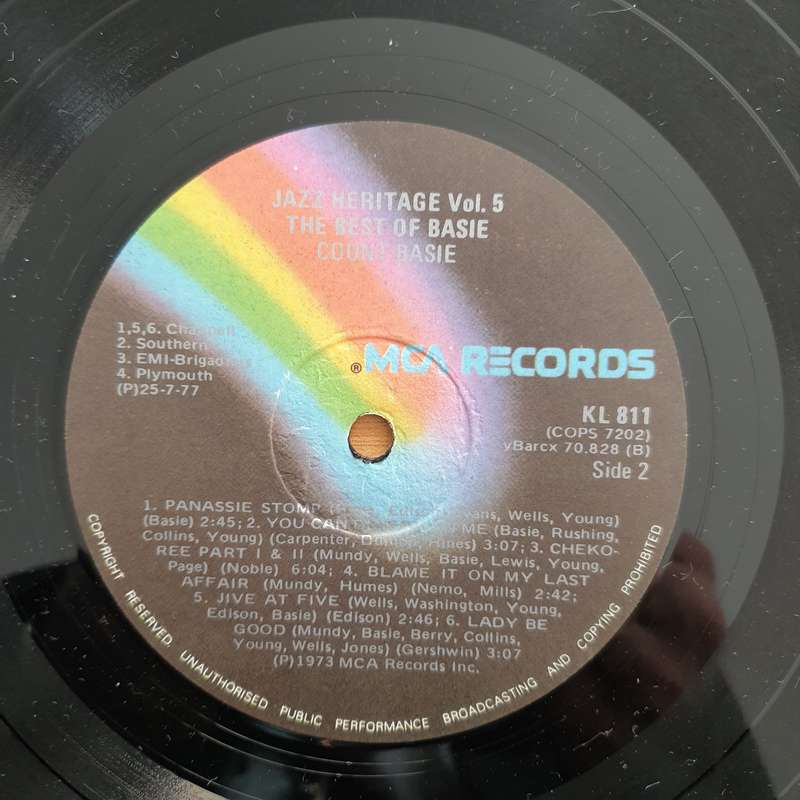 JAZZ HERITAGE Vol. 5
THE BEST OF BASIE
COUNT BASIE
1,5,6. Chappell
2. Southern
3. EMI-Brigadiers
4. Plymouth
(P)25-7-77
® MCA RECORDS
KL 811
(COPS 7202)
vBarcx 70.828 (B)
Side 2
1. PANASSIE STOMP Evans, Wells, Young)
(Basie) 2:45; 2. YOU CAN ME (Basie, Rushing,
Collins, Young) (Carpenter, Hines) 3:07; 3. CHEKO-
REE PART I & II (Mundy, Wells, Basie, Lewis, Young,
Page) (Noble) 6:04; 4. BLAME IT ON MY LAST
AFFAIR (Mundy, Humes) (Nemo, Mills) 2:42;
5. JIVE AT FIVE (Wells, Washington, Young,
Edison, Basie) (Edison) 2:46; 6. LADY BE
GOOD (Mundy, Basie, Berry, Collins,
Young, Wells, Jones) (Gershwin) 3:07
(P)1973 MCA Records Inc.
COPYRIGHT RESERVED. UNAUTHORISED PUBLIC PERFORMANCE BROADCASTING AND COPYING PROHIBITED